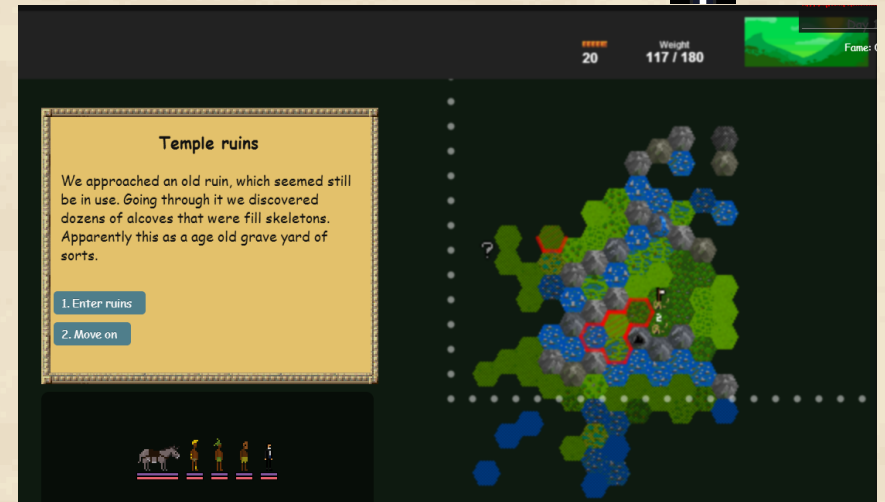 Weight
20
117 / 180
Day 1
Fame:
Temple ruins
We approached an old ruin, which seemed still
be in use. Going through it we discovered
dozens of alcoves that were fill skeletons.
Apparently this as a age old grave yard of
sorts.
1. Enter ruins
2. Move on
?
2